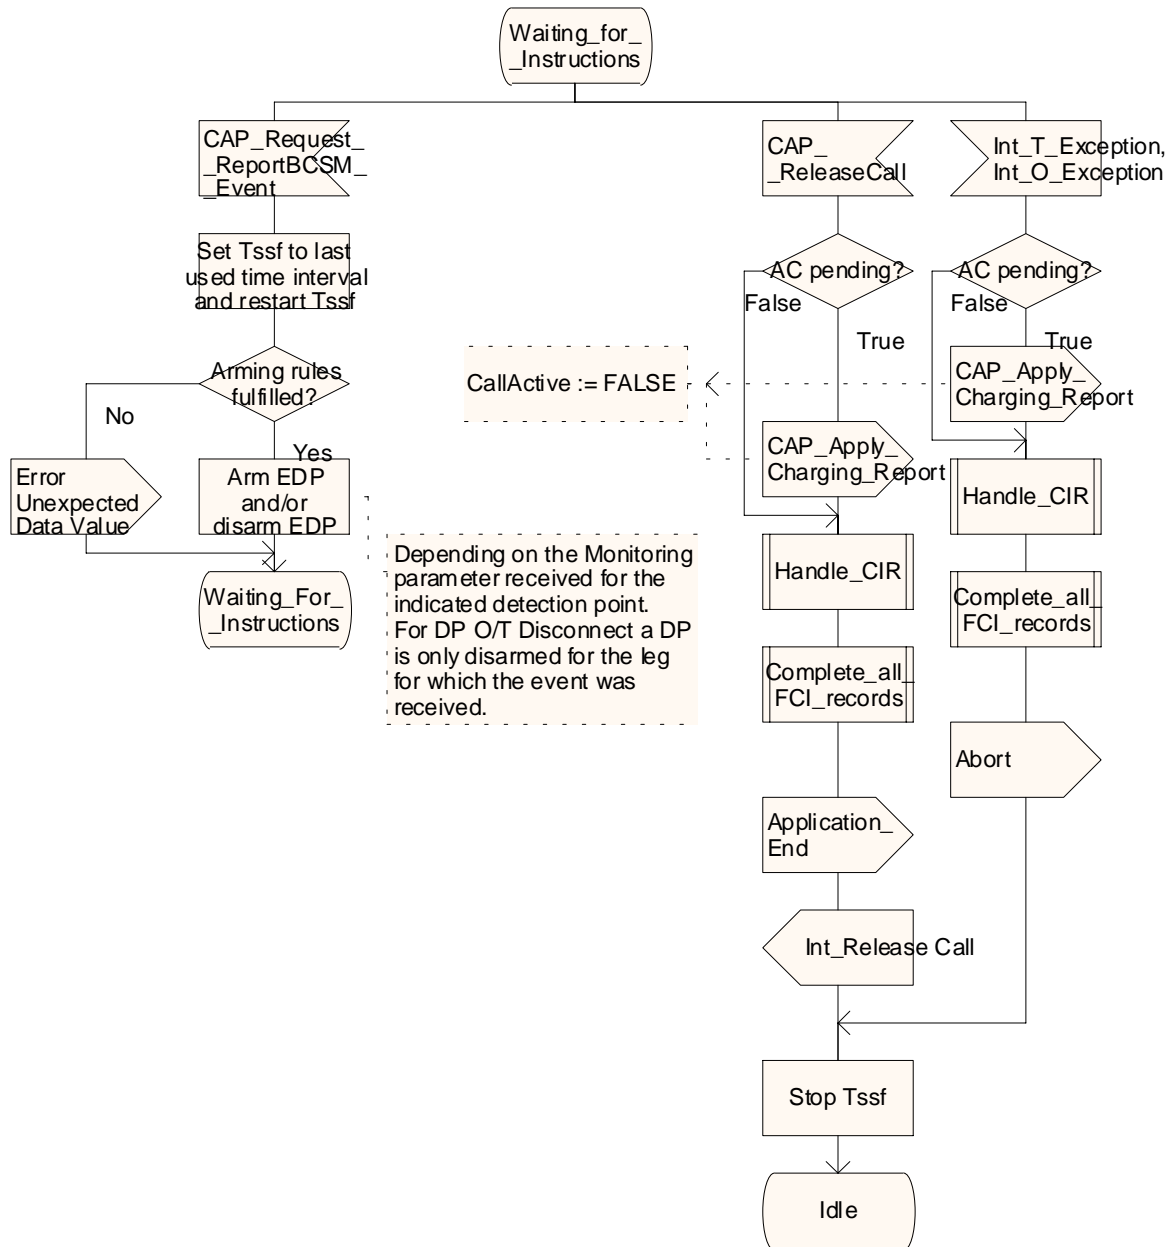 Waiting_for_
_Instructions
CAP_Request_
_ReportBCSM_
_Event
Set Tssf to last
used time interval
and restart Tssf
Arming rules
fulfilled?
No
Yes
Error
Unexpected
Data Value
Arm EDP
and/or
disarm EDP
Depending on the Monitoring
parameter received for the
indicated detection point.
For DP O/T Disconnect a DP
is only disarmed for the leg
for which the event was
received.
Waiting_For_
_Instructions
CAP_
_ReleaseCall
AC pending?
False
True
CallActive := FALSE
CAP_Apply_
Charging_Report
Handle_CIR
Complete_all_
FCI_records
Application_
End
Int_Release Call
Int_T_Exception,
Int_O_Exception
AC pending?
False
True
CAP_Apply_
Charging_Report
Handle_CIR
Complete_all_
FCI_records
Abort
Stop Tssf
Idle